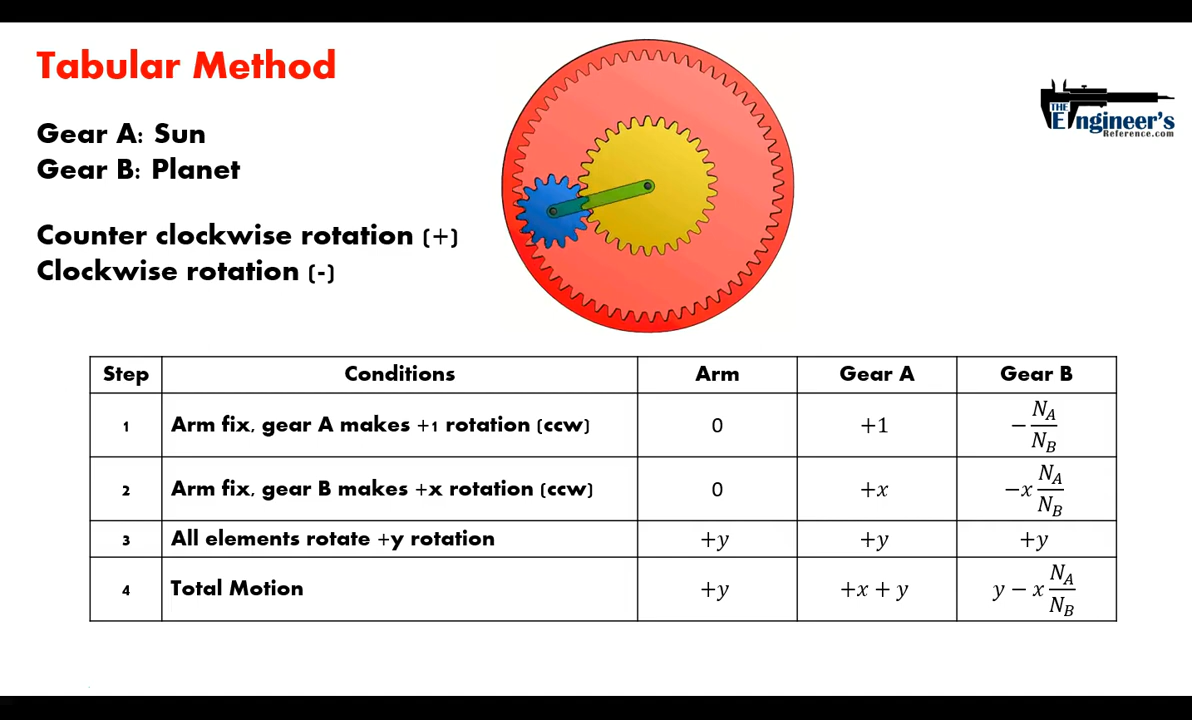 Tabular Method
THE
Engineer's
Reference.com
Gear A: Sun
Gear B: Planet
Counter clockwise rotation (+)
Clockwise rotation (-)
Step Conditions Arm Gear A Gear B
1 Arm fix, gear A makes +1 rotation (ccw) 0 +1 −N_A/N_B
2 Arm fix, gear B makes +x rotation (ccw) 0 +x −x N_A/N_B
3 All elements rotate +y rotation +y +y +y
4 Total Motion +y +x + y y − x N_A/N_B